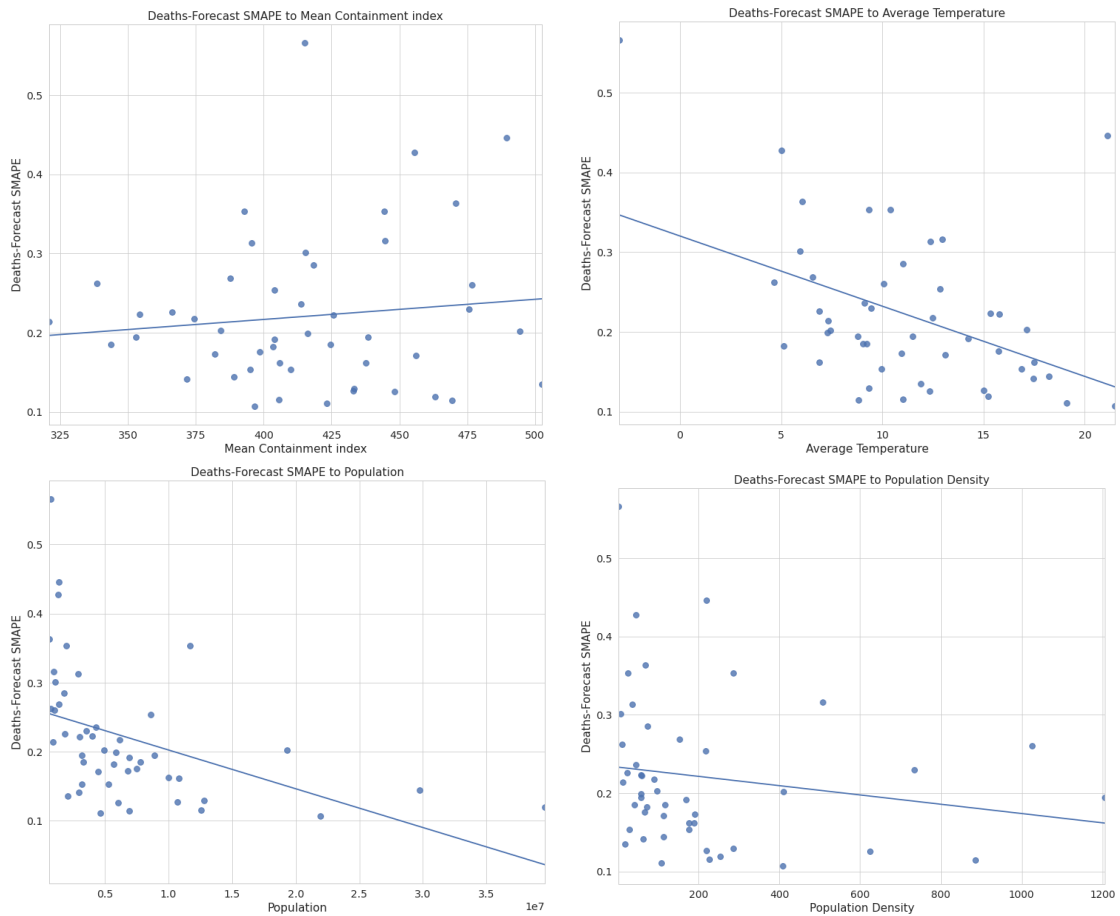 Deaths-Forecast SMAPE to Mean Containment index
Deaths-Forecast SMAPE
0.5
0.4
0.3
0.2
0.1
325 350 375 400 425 450 475 500
Mean Containment index
Deaths-Forecast SMAPE to Average Temperature
Deaths-Forecast SMAPE
0.5
0.4
0.3
0.2
0.1
0 5 10 15 20
Average Temperature
Deaths-Forecast SMAPE to Population
Deaths-Forecast SMAPE
0.5
0.4
0.3
0.2
0.1
0.5 1.0 1.5 2.0 2.5 3.0 3.5
1e7
Population
Deaths-Forecast SMAPE to Population Density
Deaths-Forecast SMAPE
0.5
0.4
0.3
0.2
0.1
200 400 600 800 1000 1200
Population Density